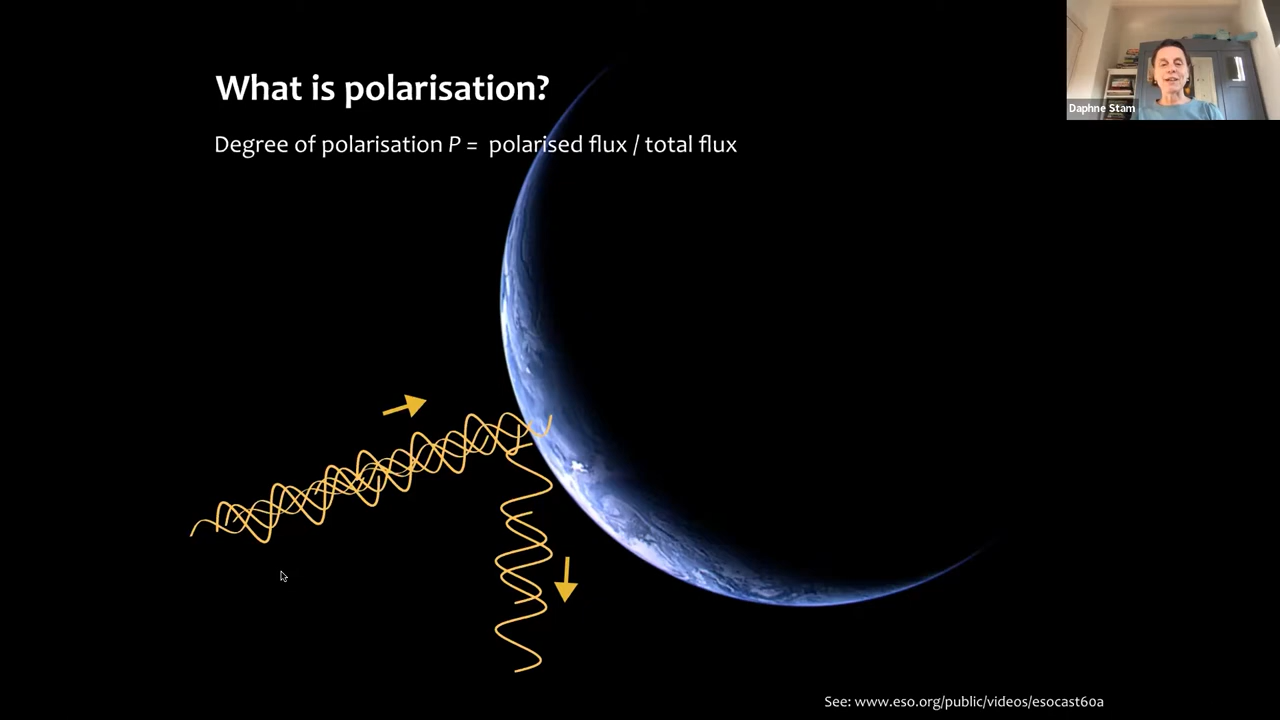 What is polarisation?
Degree of polarisation P = polarised flux / total flux
Daphne Stam
See: www.eso.org/public/videos/esocast60a